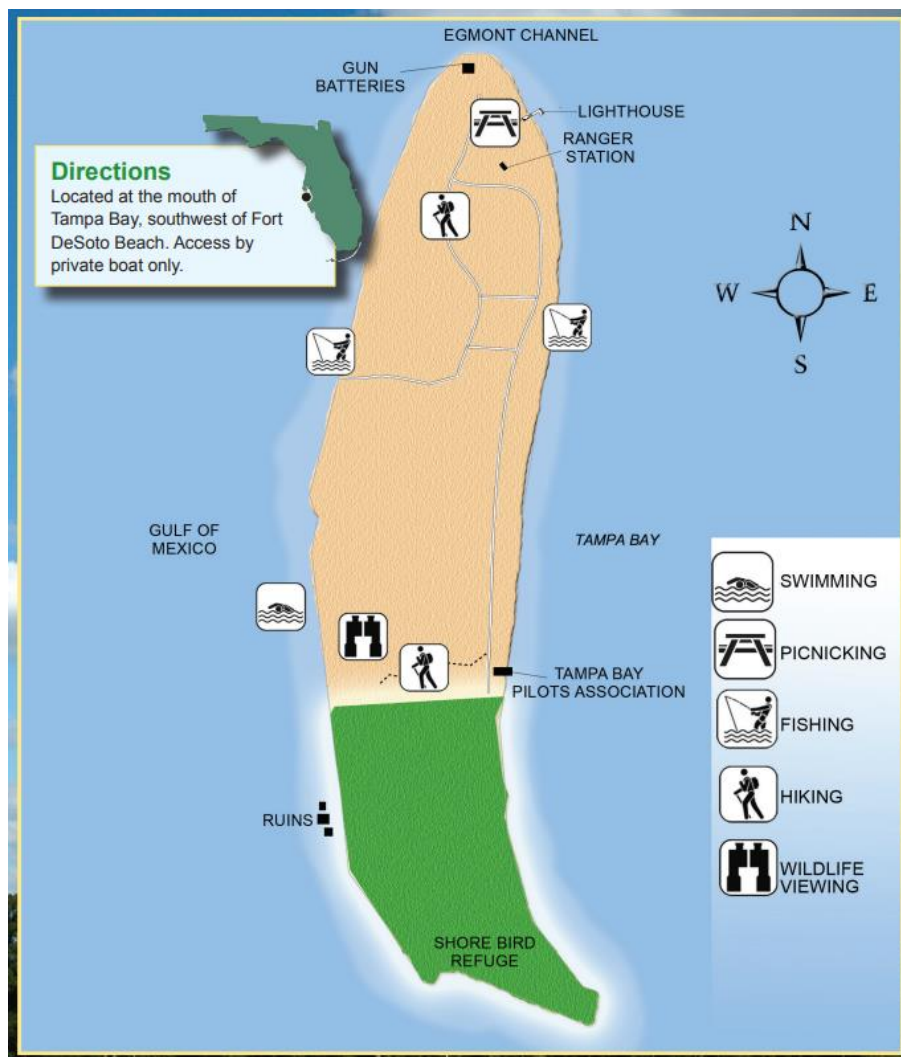 EGMONT CHANNEL
GUN
BATTERIES
LIGHTHOUSE
RANGER
STATION
Directions
Located at the mouth of
Tampa Bay, southwest of Fort
DeSoto Beach. Access by
private boat only.
N
W
E
S
GULF OF
MEXICO
TAMPA BAY
SWIMMING
PICNICKING
FISHING
HIKING
WILDLIFE
VIEWING
TAMPA BAY
PILOTS ASSOCIATION
RUINS
SHORE BIRD
REFUGE